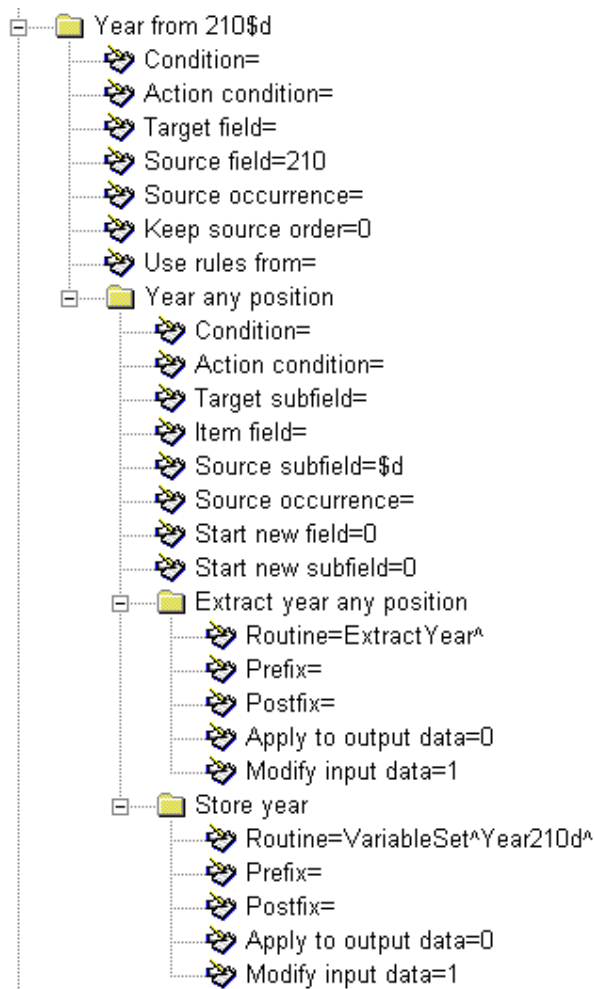 Year from 210$d
Condition=
Action condition=
Target field=
Source field=210
Source occurrence=
Keep source order=0
Use rules from=
Year any position
Condition=
Action condition=
Target subfield=
Item field=
Source subfield=$d
Source occurrence=
Start new field=0
Start new subfield=0
Extract year any position
Routine=ExtractYear^
Prefix=
Postfix=
Apply to output data=0
Modify input data=1
Store year
Routine=VariableSet^Year210d^
Prefix=
Postfix=
Apply to output data=0
Modify input data=1